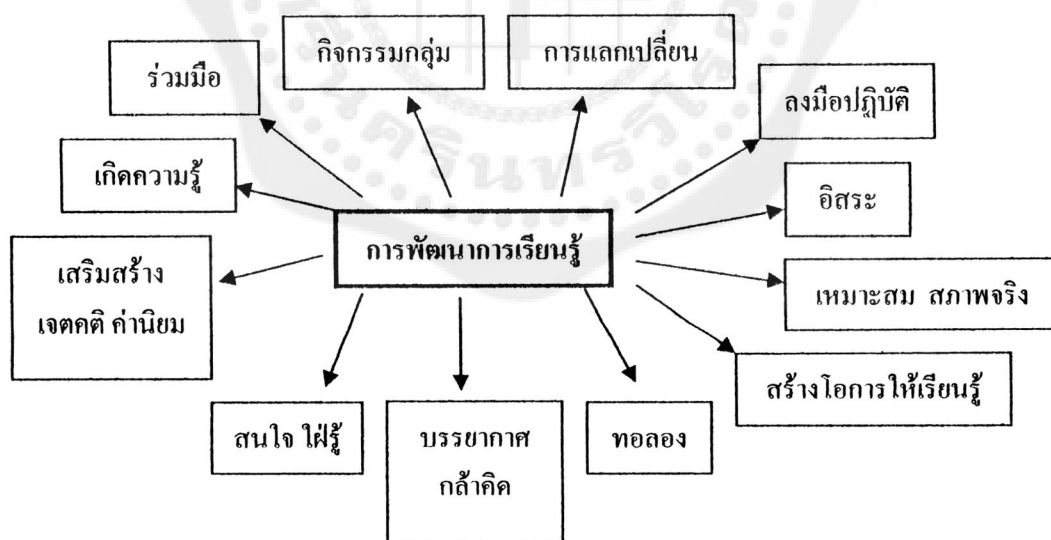 กิจกรรมกลุ่ม
การแลกเปลี่ยน
ร่วมมือ
ลงมือปฏิบัติ
เกิดความรู้
อิสระ
การพัฒนาการเรียนรู้
เสริมสร้าง
เจตคติ ค่านิยม
เหมาะสม สภาพจริง
สร้างโอการให้เรียนรู้
สนใจ ใฝ่รู้
บรรยากาศ
กล้าคิด
ทอลอง